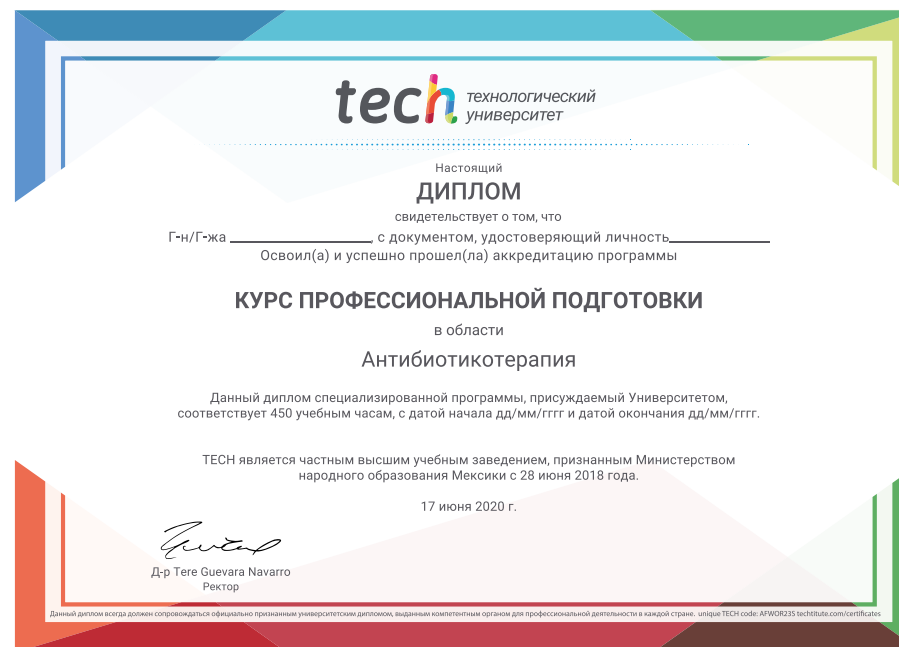 tech технологический
университет
Настоящий
ДИПЛОМ
свидетельствует о том, что
Г-н/Г-жа , с документом, удостоверяющий личность
Освоил(а) и успешно прошел(ла) аккредитацию программы
КУРС ПРОФЕССИОНАЛЬНОЙ ПОДГОТОВКИ
в области
Антибиотикотерапия
Данный диплом специализированной программы, присуждаемый Университетом,
соответствует 450 учебным часам, с датой начала дд/мм/гггг и датой окончания дд/мм/гггг.
TECH является частным высшим учебным заведением, признанным Министерством
народного образования Мексики с 28 июня 2018 года.
17 июня 2020 г.
Д-р Tere Guevara Navarro
Ректор
Данный диплом всегда должен сопровождаться официально признанным университетским дипломом, выданным компетентным органом для профессиональной деятельности в каждой стране. unique TECH code: AFWOR23S techtitute.com/certificates